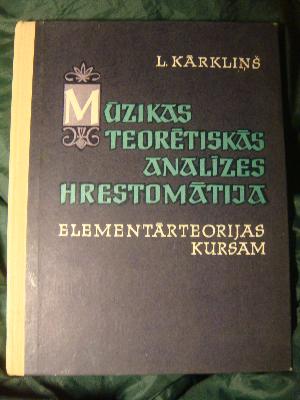 L. KĀRKLIŅŠ
MŪZIKAS
TEORĒTISKĀS
ANALĪZES
HRESTOMĀTIJA
ELEMENTĀRTEORIJAS
KURSAM